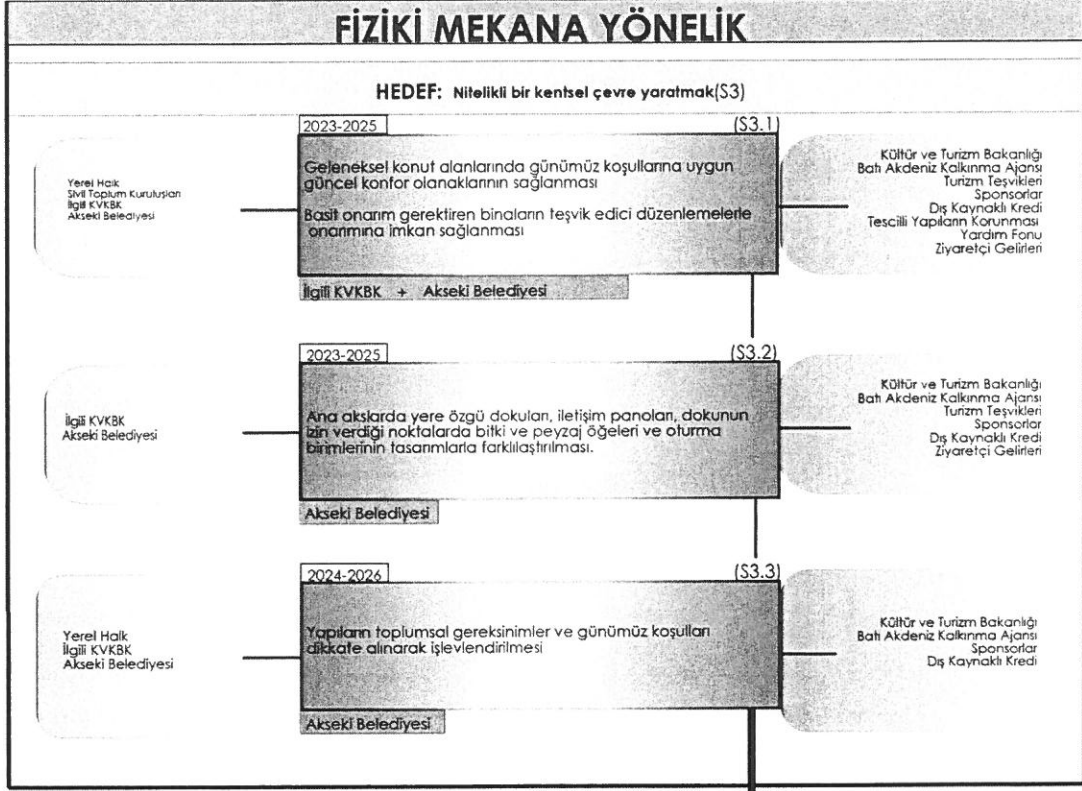 FİZİKİ MEKANA YÖNELİK
HEDEF: Nitelikli bir kentsel çevre yaratmak(S3)
2023-2025
(S3.1)
Yerel Halk
Sivil Toplum Kuruluşları
İlgili KVKBK
Akseki Belediyesi
Geleneksel konut alanlarında günümüz koşullarına uygun
güncel konfor olanaklarının sağlanması
Basit onarım gerektiren binaların teşvik edici düzenlemelerle
onarımına imkan sağlanması
İlgili KVKBK + Akseki Belediyesi
Kültür ve Turizm Bakanlığı
Batı Akdeniz Kalkınma Ajansı
Turizm Teşvikleri
Sponsorlar
Dış Kaynaklı Kredi
Tescilli Yapıların Korunması
Yardım Fonu
Ziyaretçi Gelirleri
2023-2025
(S3.2)
İlgili KVKBK
Akseki Belediyesi
Ana akslarda yere özgü dokuları, iletişim panoları, dokunun
izin verdiği noktalarda bitki ve peyzaj öğeleri ve oturma
birimlerinin tasarımlarla farklılaştırılması.
Akseki Belediyesi
Kültür ve Turizm Bakanlığı
Batı Akdeniz Kalkınma Ajansı
Turizm Teşvikleri
Sponsorlar
Dış Kaynaklı Kredi
Ziyaretçi Gelirleri
2024-2026
(S3.3)
Yerel Halk
İlgili KVKBK
Akseki Belediyesi
Yapıların toplumsal gereksinimler ve günümüz koşulları
dikkate alınarak işlevlendirilmesi
Akseki Belediyesi
Kültür ve Turizm Bakanlığı
Batı Akdeniz Kalkınma Ajansı
Sponsorlar
Dış Kaynaklı Kredi